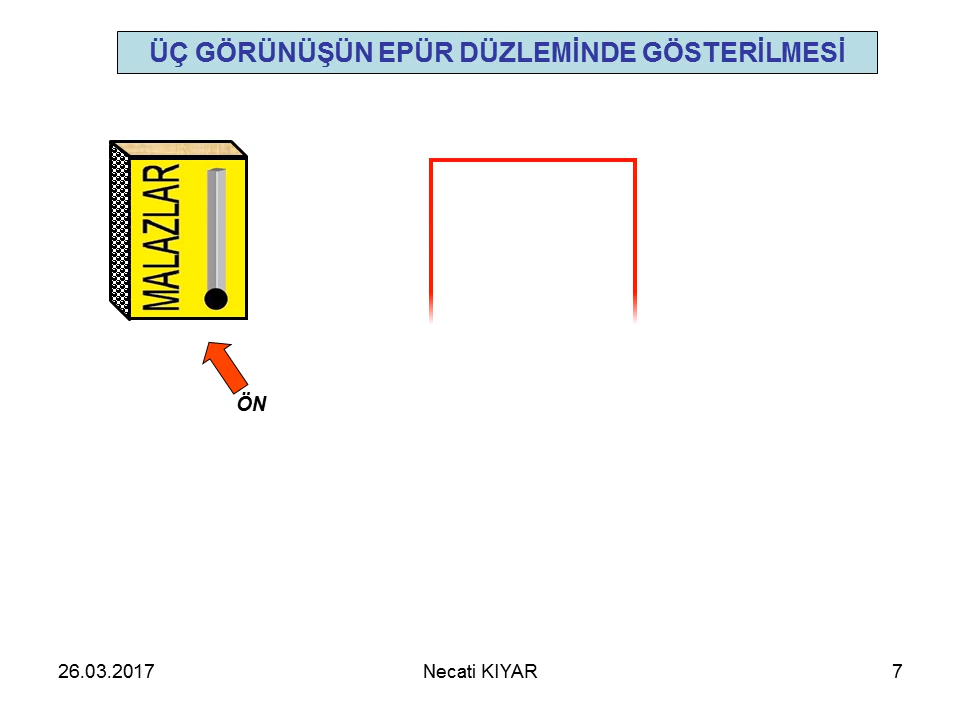 ÜÇ GÖRÜNÜŞÜN EPÜR DÜZLEMİNDE GÖSTERİLMESİ
MALAZLAR
ÖN
26.03.2017
Necati KIYAR
7